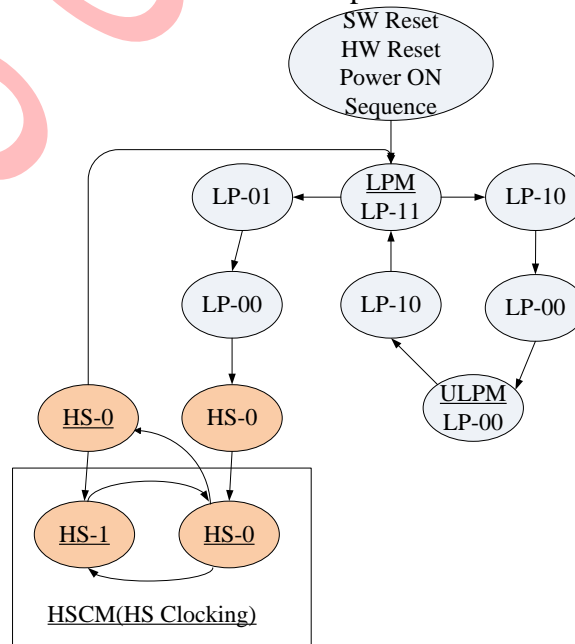 SW Reset
HW Reset
Power ON
Sequence
LP-01
LPM
LP-11
LP-10
LP-00
LP-10
LP-00
ULPM
LP-00
HS-0
HS-0
HS-1
HS-0
HSCM(HS Clocking)